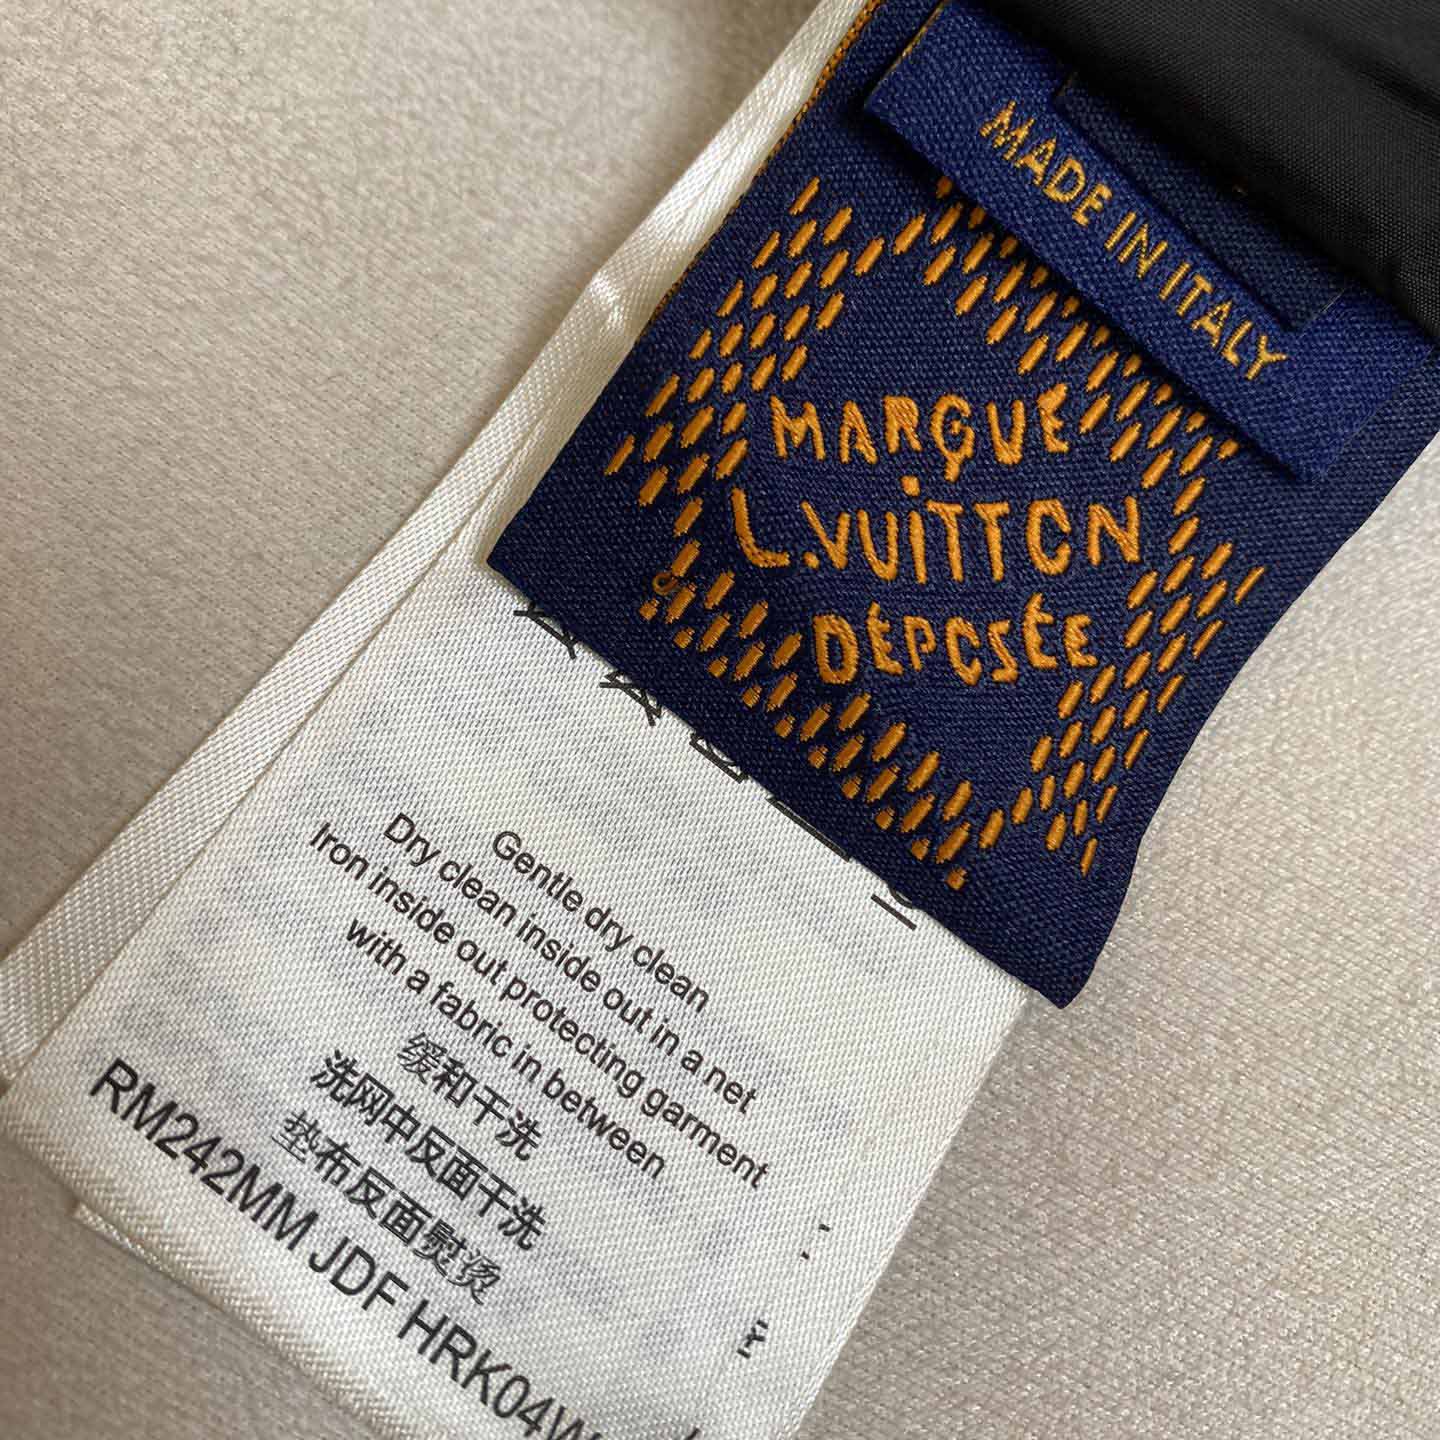 MADE IN ITALY
MARQUE
L.VUITTON
DÉPOSÉE
Gentle dry clean
Dry clean inside out in a net
Iron inside out protecting garment
with a fabric in between
缓和干洗
洗网中反面干洗
垫布反面熨烫
RM242MM JDF HRK04W